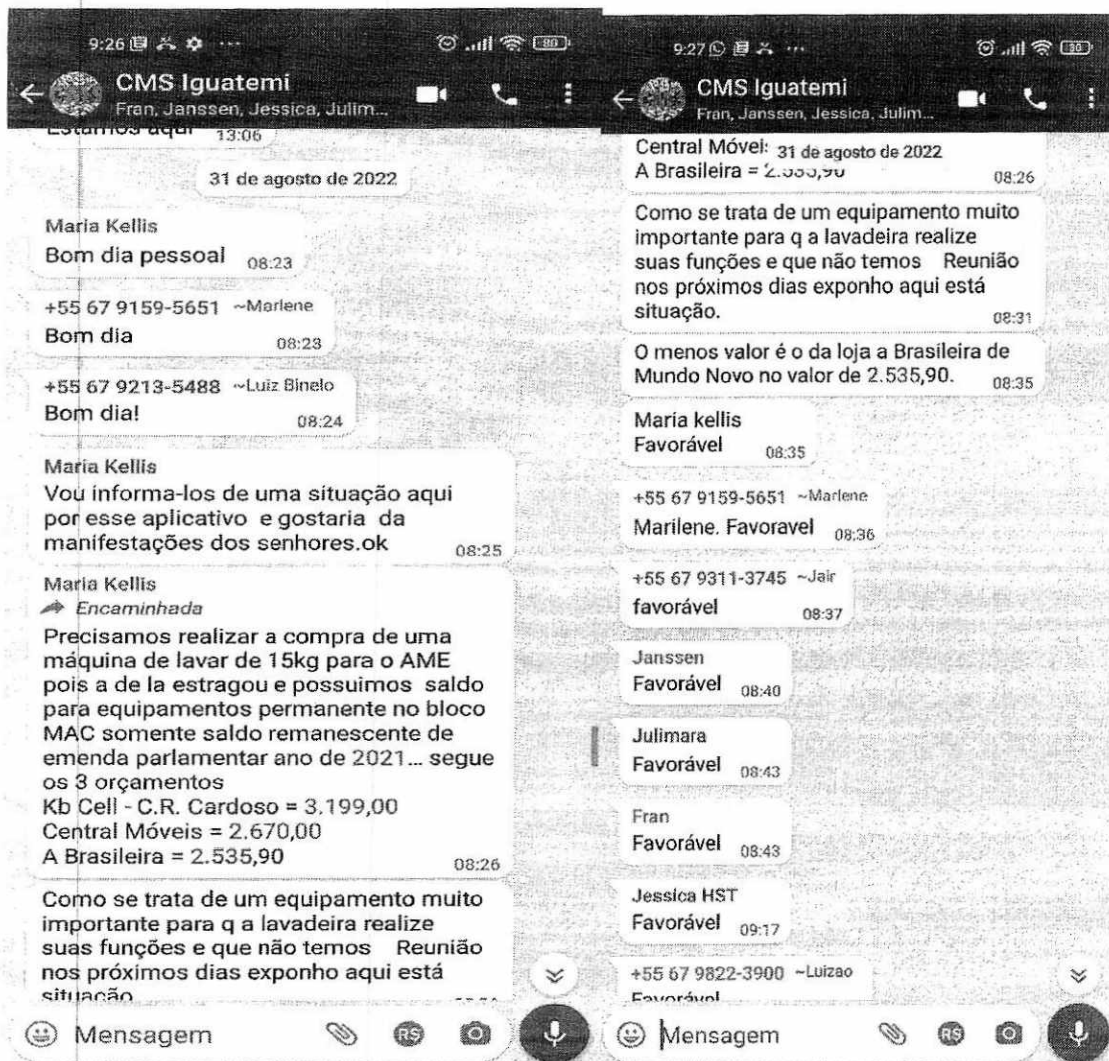 9:26
80
CMS Iguatemi
Fran, Janssen, Jessica, Julim...
Estamos aqui 13:06
31 de agosto de 2022
Maria Kellis
Bom dia pessoal 08:23
+55 67 9159-5651 ~Marlene
Bom dia 08:23
+55 67 9213-5488 ~Luiz Binelo
Bom dia! 08:24
Maria Kellis
Vou informa-los de uma situação aqui
por esse aplicativo e gostaria da
manifestações dos senhores.ok 08:25
Maria Kellis
Encaminhada
Precisamos realizar a compra de uma
máquina de lavar de 15kg para o AME
pois a de la estragou e possuimos saldo
para equipamentos permanente no bloco
MAC somente saldo remanescente de
emenda parlamentar ano de 2021... segue
os 3 orçamentos
Kb Cell - C.R. Cardoso = 3.199,00
Central Móveis = 2.670,00
A Brasileira = 2.535,90 08:26
Como se trata de um equipamento muito
importante para q a lavadeira realize
suas funções e que não temos Reunião
nos próximos dias exponho aqui está
situação
Mensagem
R$
9:27
CMS Iguatemi
Fran, Janssen, Jessica, Julim...
Central Móvei: 31 de agosto de 2022
A Brasileira = 2.535,90 08:26
Como se trata de um equipamento muito
importante para q a lavadeira realize
suas funções e que não temos Reunião
nos próximos dias exponho aqui está
situação. 08:31
O menos valor é o da loja a Brasileira de
Mundo Novo no valor de 2.535,90. 08:35
Maria kellis
Favorável 08:35
+55 67 9159-5651 ~Marlene
Marilene. Favoravel 08:36
+55 67 9311-3745 ~Jair
favorável 08:37
Janssen
Favorável 08:40
Julimara
Favorável 08:43
Fran
Favorável 08:43
Jessica HST
Favorável 09:17
+55 67 9822-3900 ~Luizao
Favorável
Mensagem
R$